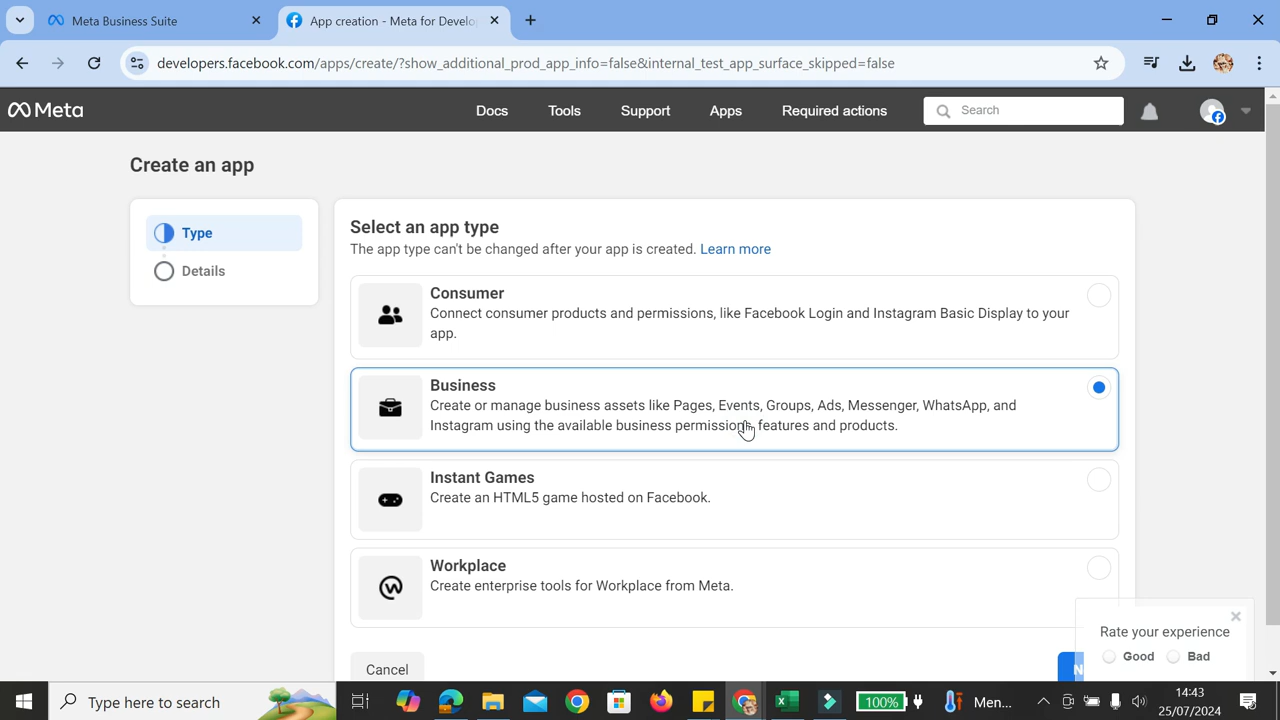 Meta Business Suite
App creation - Meta for Develo
developers.facebook.com/apps/create/?show_additional_prod_app_info=false&internal_test_app_surface_skipped=false
Meta
Docs
Tools
Support
Apps
Required actions
Search
Create an app
Type
Details
Select an app type
The app type can't be changed after your app is created. Learn more
Consumer
Connect consumer products and permissions, like Facebook Login and Instagram Basic Display to your
app.
Business
Create or manage business assets like Pages, Events, Groups, Ads, Messenger, WhatsApp, and
Instagram using the available business permissions, features and products.
Instant Games
Create an HTML5 game hosted on Facebook.
Workplace
Create enterprise tools for Workplace from Meta.
Rate your experience
Good
Bad
Cancel
N
Type here to search
100%
Men...
14:43
25/07/2024